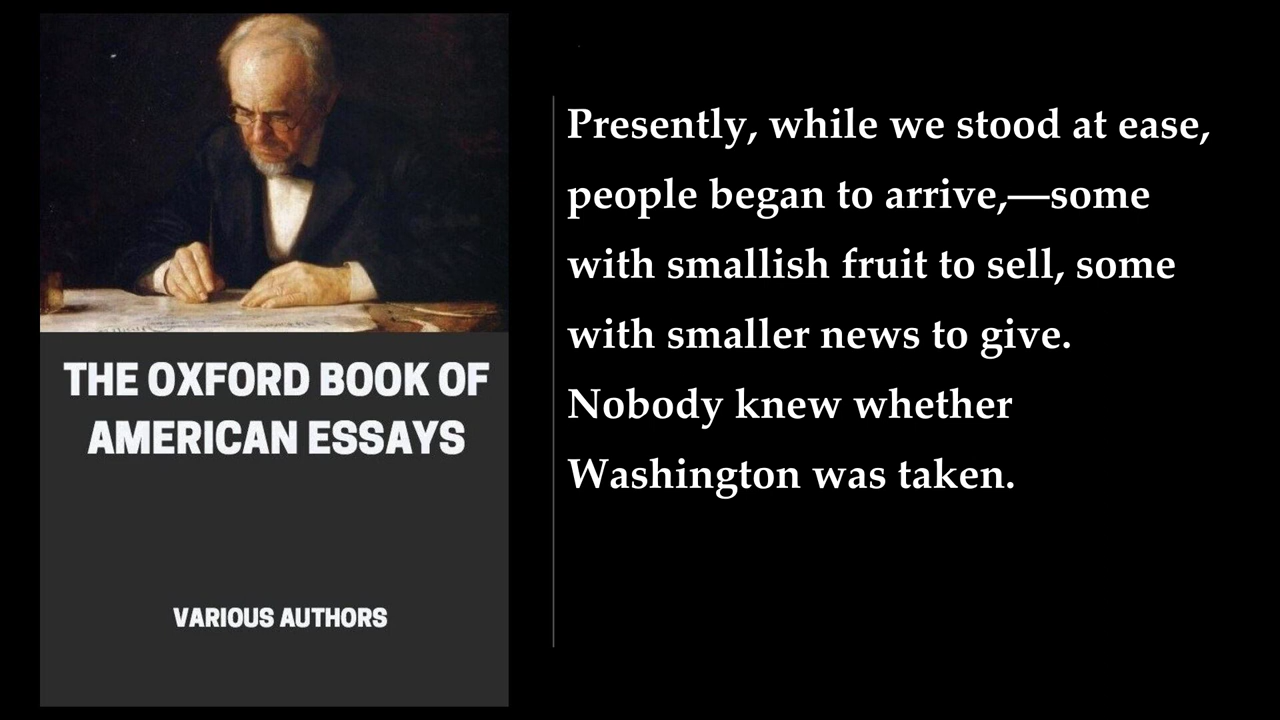 THE OXFORD BOOK OF
AMERICAN ESSAYS
VARIOUS AUTHORS
Presently, while we stood at ease,
people began to arrive,—some
with smallish fruit to sell, some
with smaller news to give.
Nobody knew whether
Washington was taken.